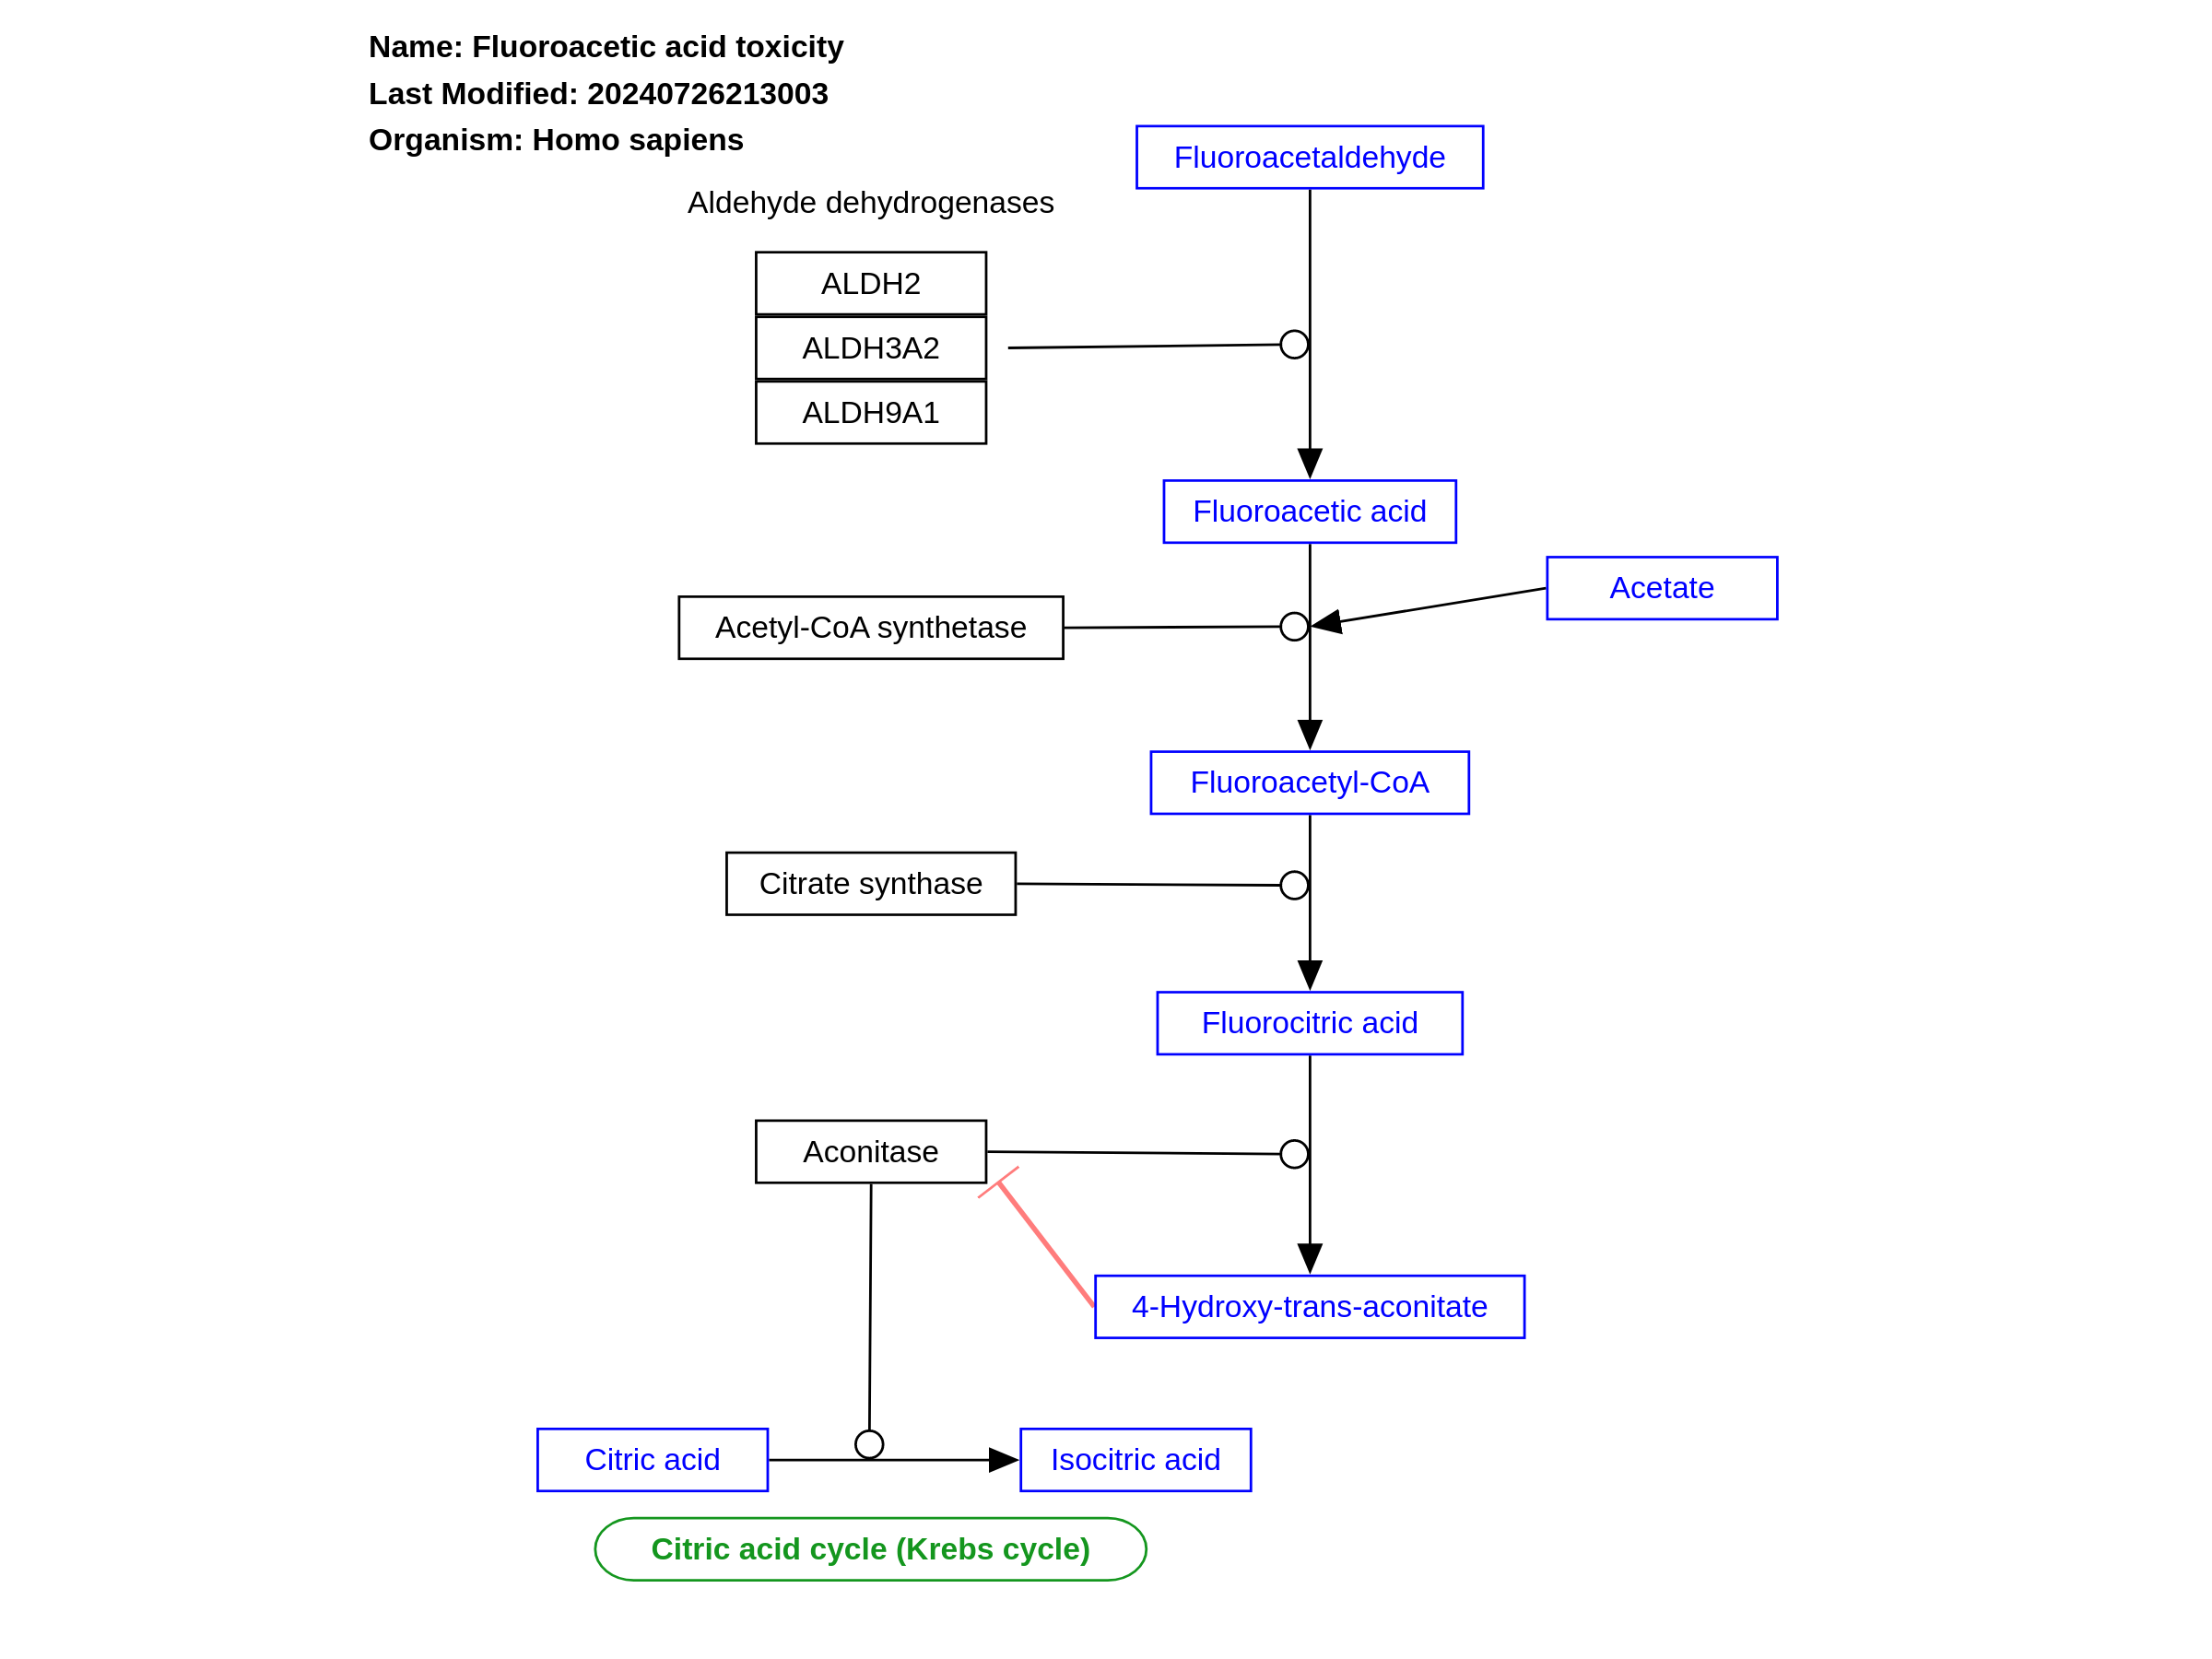 Name: Fluoroacetic acid toxicity
Last Modified: 20240726213003
Organism: Homo sapiens
Fluoroacetaldehyde
Aldehyde dehydrogenases
ALDH2
ALDH3A2
ALDH9A1
Fluoroacetic acid
Acetate
Acetyl-CoA synthetase
Fluoroacetyl-CoA
Citrate synthase
Fluorocitric acid
Aconitase
4-Hydroxy-trans-aconitate
Citric acid
Isocitric acid
Citric acid cycle (Krebs cycle)